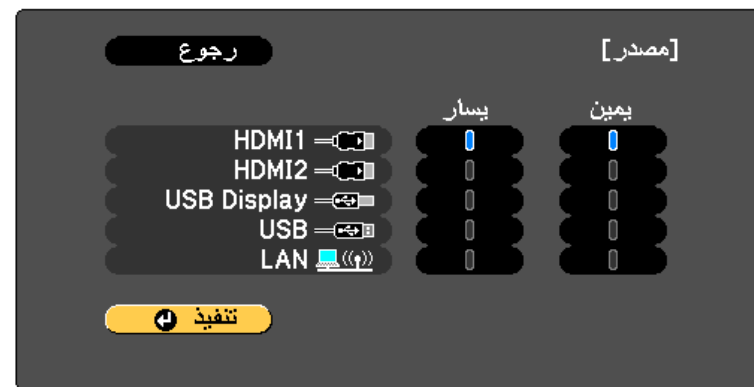 [مصدر] رجوع
يمين يسار
HDMI1
HDMI2
USB Display
USB
LAN
تنفيذ